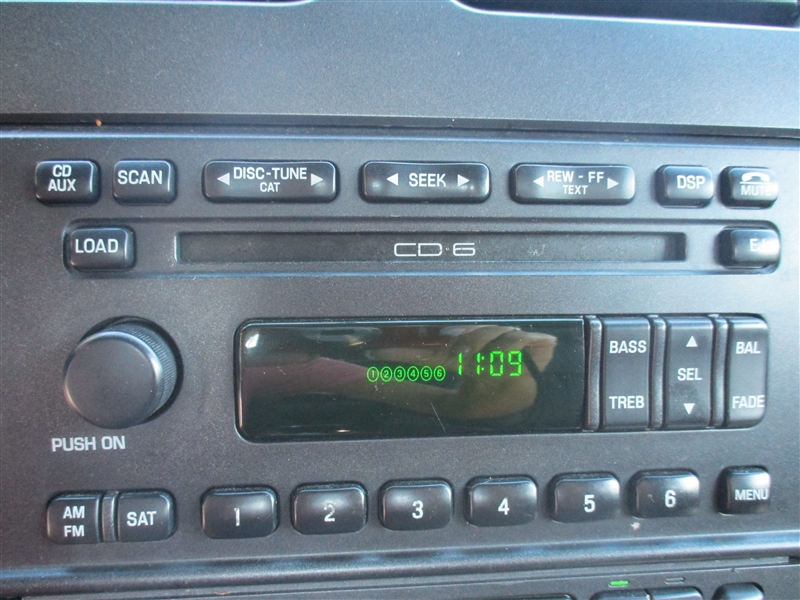 CD AUX SCAN ◄ DISC-TUNE ► CAT ◄ SEEK ► ◄ REW - FF ► TEXT DSP MUTE
LOAD CD·6 EJ
①②③④⑤⑥ 11:09
BASS ▲ BAL
SEL
TREB ▼ FADE
PUSH ON
AM FM SAT 1 2 3 4 5 6 MENU